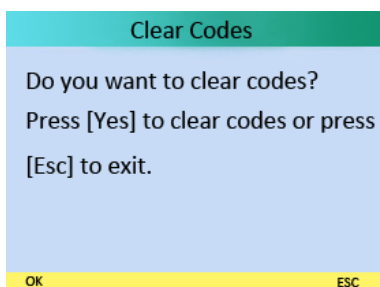 Clear Codes
Do you want to clear codes?
Press [Yes] to clear codes or press
[Esc] to exit.
OK ESC